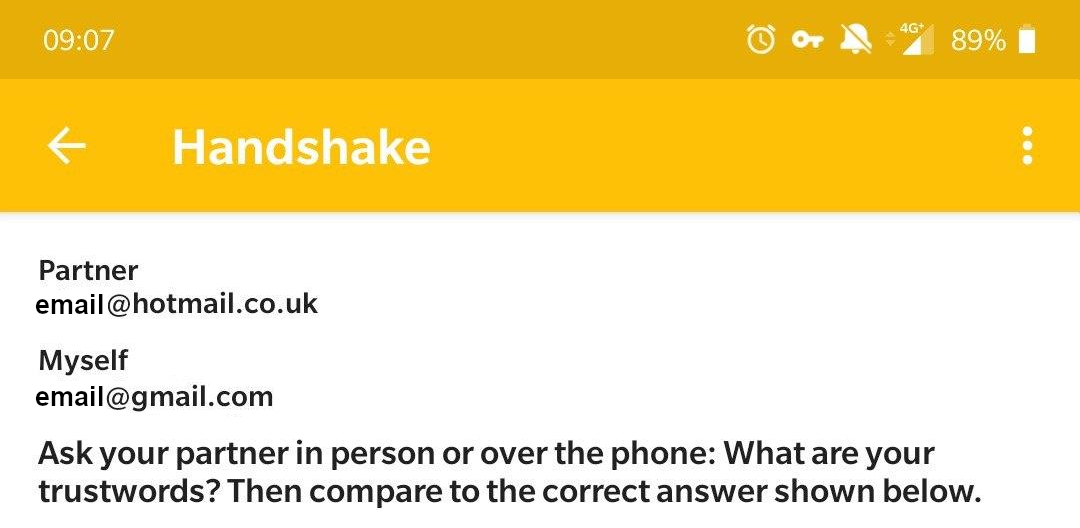 09:07
4G+
89%
Handshake
Partner
email@hotmail.co.uk
Myself
email@gmail.com
Ask your partner in person or over the phone: What are your
trustwords? Then compare to the correct answer shown below.